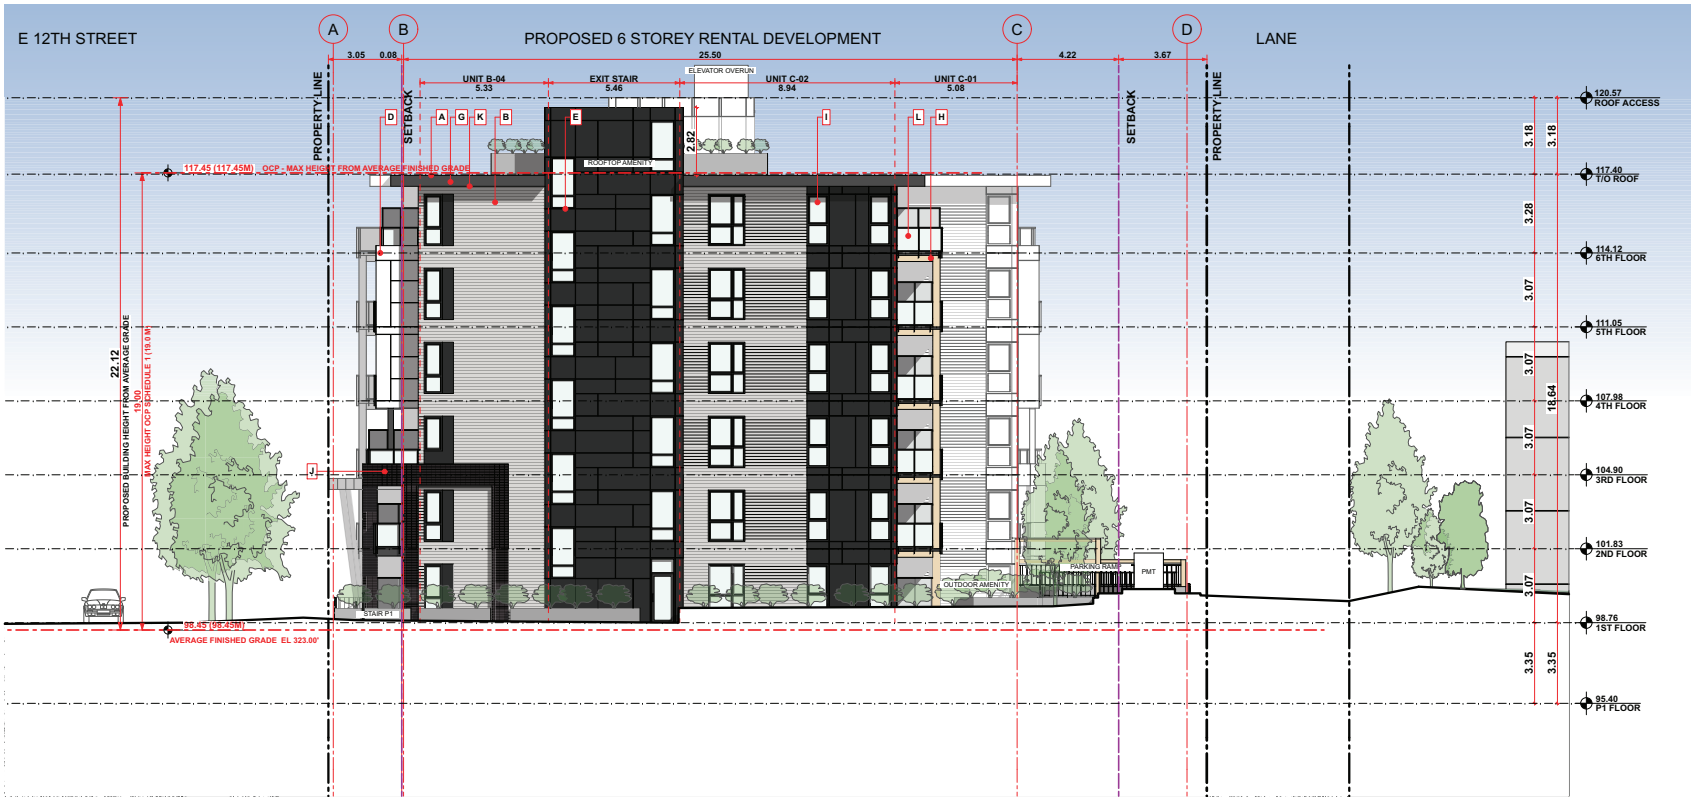 E 12TH STREET
A
B
PROPOSED 6 STOREY RENTAL DEVELOPMENT
C
D
LANE
3.05
0.08
25.50
4.22
3.67
ELEVATOR OVERUN
UNIT B-04
5.33
EXIT STAIR
5.46
UNIT C-02
8.94
UNIT C-01
5.08
PROPERTY LINE
SETBACK
SETBACK
PROPERTY LINE
D
A
G
K
B
E
I
L
H
2.82
120.57
ROOF ACCESS
3.18
3.18
ROOFTOP AMENITY
117.45 (117.45M)
OCP - MAX HEIGHT FROM AVERAGE FINISHED GRADE
117.40
T/O ROOF
3.28
114.12
6TH FLOOR
3.07
111.05
5TH FLOOR
3.07
22.12
PROPOSED BUILDING HEIGHT FROM AVERAGE GRADE
19.00
MAX HEIGHT OCP SCHEDULE 1 (19.0 M)
18.64
107.98
4TH FLOOR
3.07
J
104.90
3RD FLOOR
3.07
101.83
2ND FLOOR
PARKING RAMP
PMT
OUTDOOR AMENITY
3.07
STAIR P1
98.45 (98.45M)
AVERAGE FINISHED GRADE EL 323.00'
98.76
1ST FLOOR
3.35
3.35
95.40
P1 FLOOR